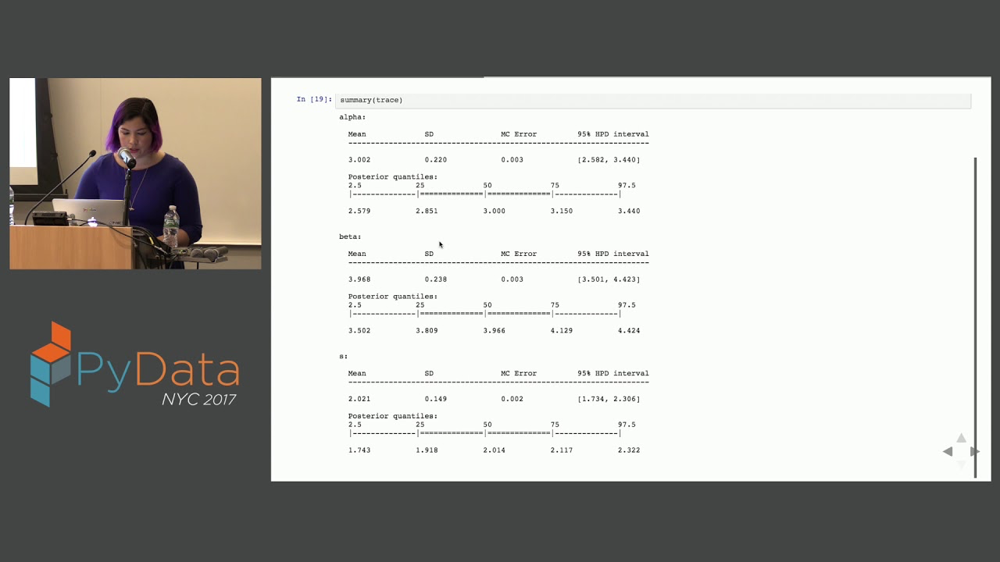 In [19]: summary(trace)
alpha:
Mean SD MC Error 95% HPD interval
-------------------------------------------------------------------
3.002 0.220 0.003 [2.582, 3.440]
Posterior quantiles:
2.5 25 50 75 97.5
|--------------|==============|==============|--------------|
2.579 2.851 3.000 3.150 3.440
beta:
Mean SD MC Error 95% HPD interval
-------------------------------------------------------------------
3.968 0.238 0.003 [3.501, 4.423]
Posterior quantiles:
2.5 25 50 75 97.5
|--------------|==============|==============|--------------|
3.502 3.809 3.966 4.129 4.424
s:
Mean SD MC Error 95% HPD interval
-------------------------------------------------------------------
2.021 0.149 0.002 [1.734, 2.306]
Posterior quantiles:
2.5 25 50 75 97.5
|--------------|==============|==============|--------------|
1.743 1.918 2.014 2.117 2.322
PyData
NYC 2017